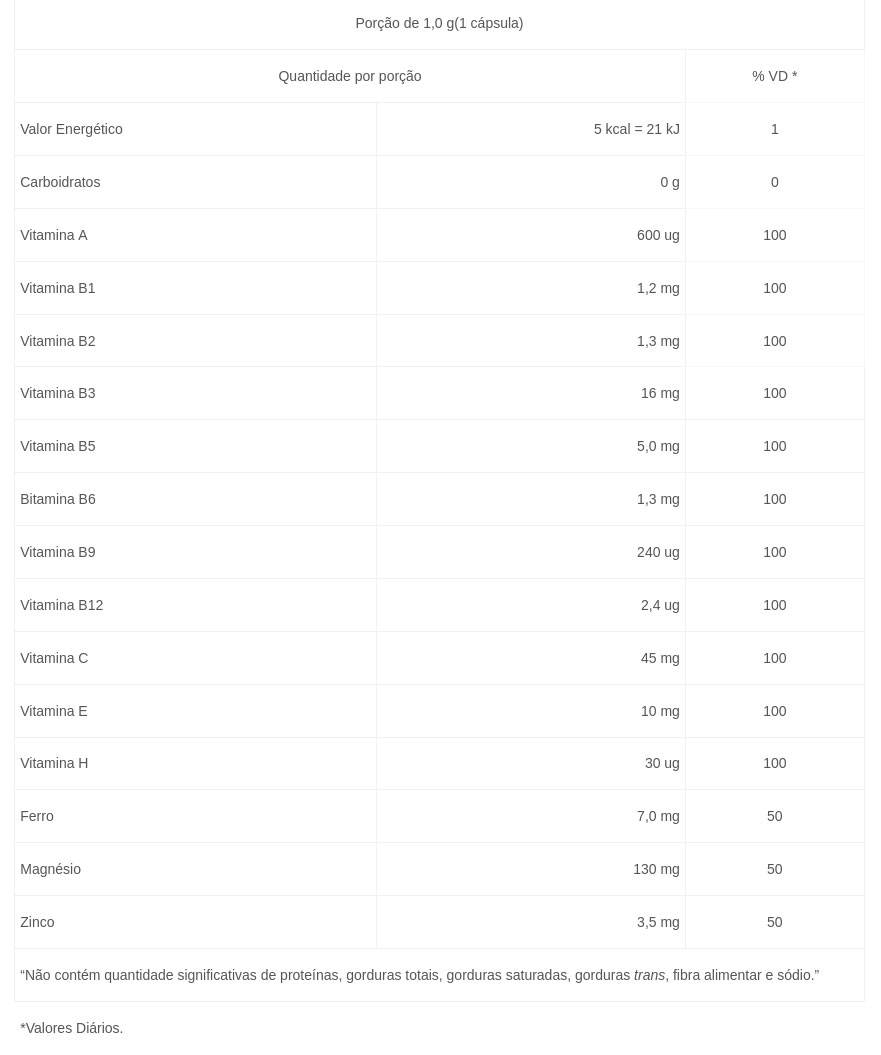 Porção de 1,0 g(1 cápsula)
Quantidade por porção % VD *
Valor Energético 5 kcal = 21 kJ 1
Carboidratos 0 g 0
Vitamina A 600 ug 100
Vitamina B1 1,2 mg 100
Vitamina B2 1,3 mg 100
Vitamina B3 16 mg 100
Vitamina B5 5,0 mg 100
Bitamina B6 1,3 mg 100
Vitamina B9 240 ug 100
Vitamina B12 2,4 ug 100
Vitamina C 45 mg 100
Vitamina E 10 mg 100
Vitamina H 30 ug 100
Ferro 7,0 mg 50
Magnésio 130 mg 50
Zinco 3,5 mg 50
“Não contém quantidade significativas de proteínas, gorduras totais, gorduras saturadas, gorduras trans, fibra alimentar e sódio.”
*Valores Diários.